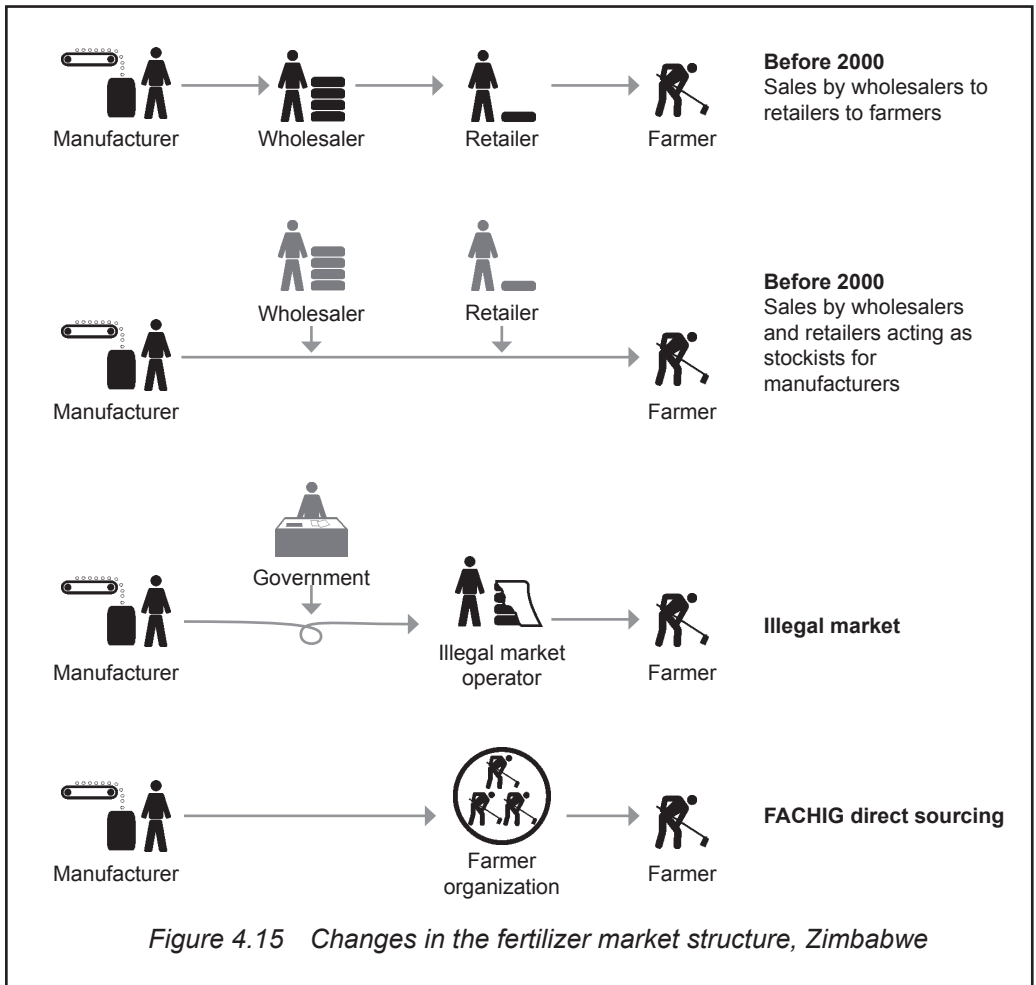 Before 2000
Sales by wholesalers to
retailers to farmers
Manufacturer
Wholesaler
Retailer
Farmer
Wholesaler
Retailer
Before 2000
Sales by wholesalers
and retailers acting as
stockists for
manufacturers
Manufacturer
Farmer
Government
Illegal market
Manufacturer
Illegal market
operator
Farmer
FACHIG direct sourcing
Manufacturer
Farmer
organization
Farmer
Figure 4.15 Changes in the fertilizer market structure, Zimbabwe